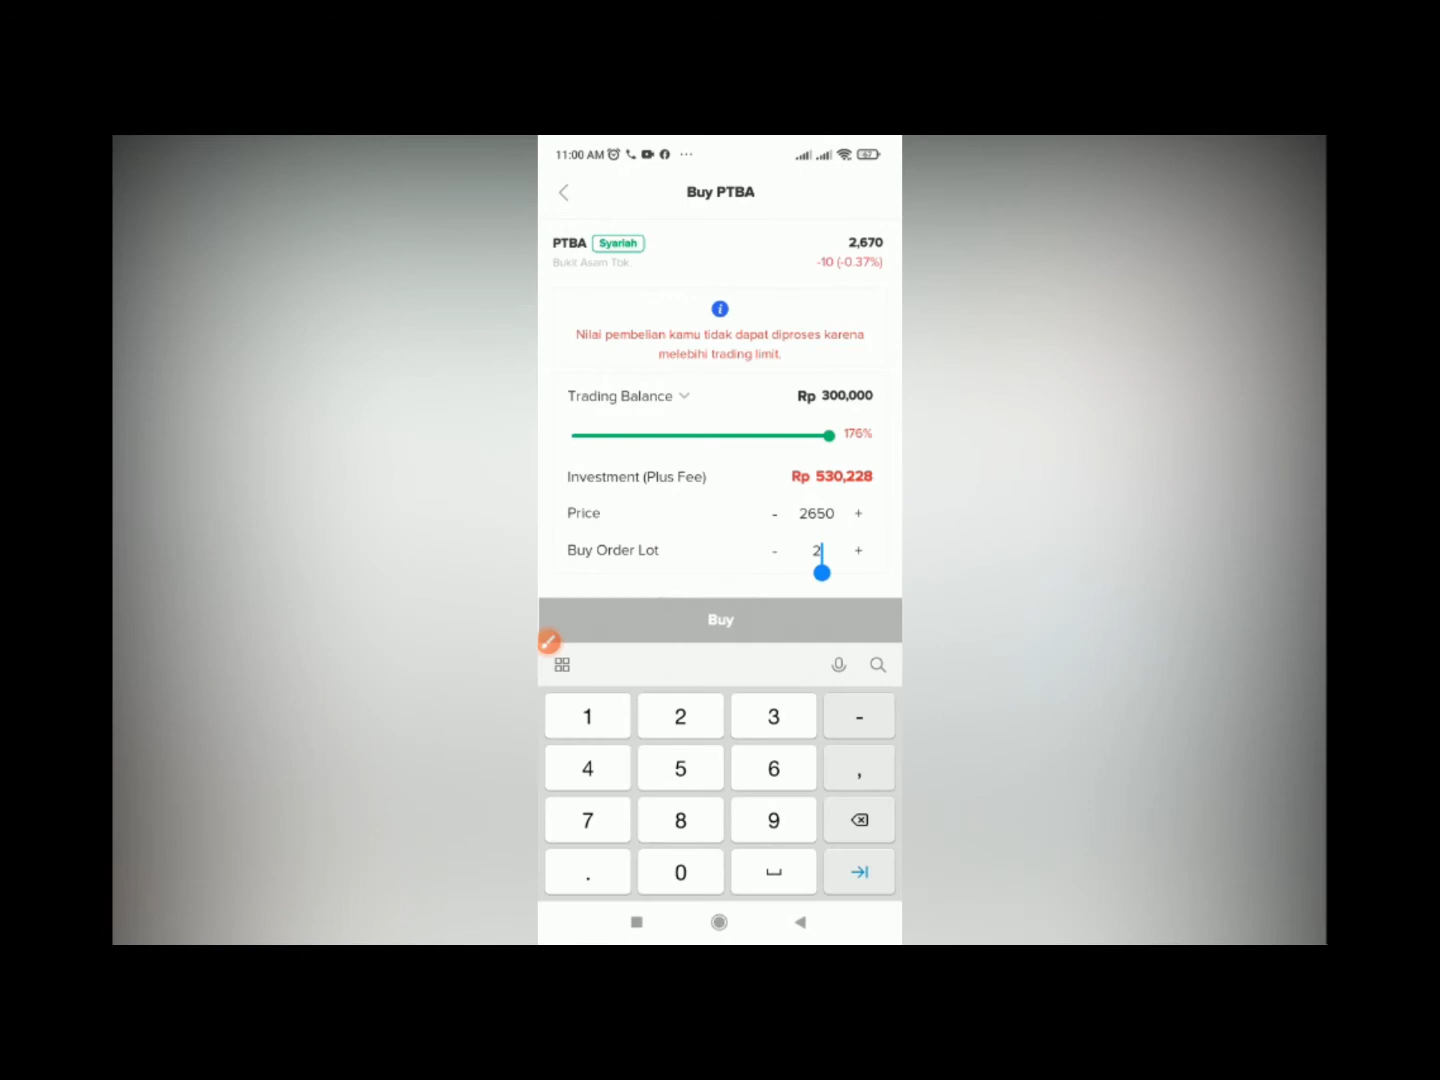 11:00 AM
67
Buy PTBA
PTBA Syariah 2,670
Bukit Asam Tbk. -10 (-0.37%)
Nilai pembelian kamu tidak dapat diproses karena
melebihi trading limit.
Trading Balance Rp 300,000
176%
Investment (Plus Fee) Rp 530,228
Price - 2650 +
Buy Order Lot - 2 +
Buy
1 2 3 -
4 5 6 ,
7 8 9
. 0